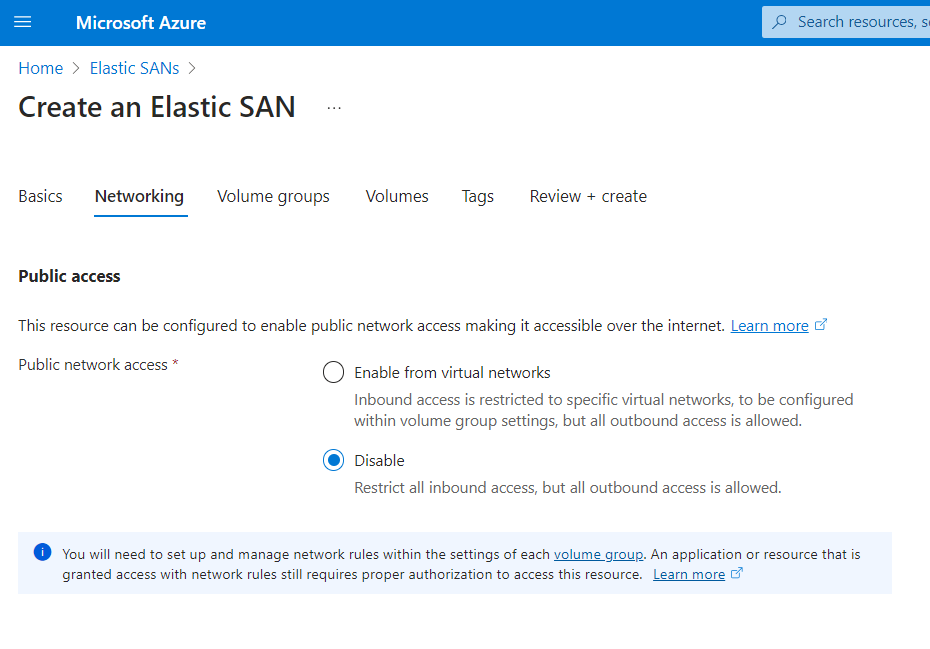 Microsoft Azure
Search resources, s
Home > Elastic SANs >
Create an Elastic SAN ...
Basics Networking Volume groups Volumes Tags Review + create
Public access
This resource can be configured to enable public network access making it accessible over the internet. Learn more
Public network access *
Enable from virtual networks
Inbound access is restricted to specific virtual networks, to be configured
within volume group settings, but all outbound access is allowed.
Disable
Restrict all inbound access, but all outbound access is allowed.
You will need to set up and manage network rules within the settings of each volume group. An application or resource that is
granted access with network rules still requires proper authorization to access this resource. Learn more